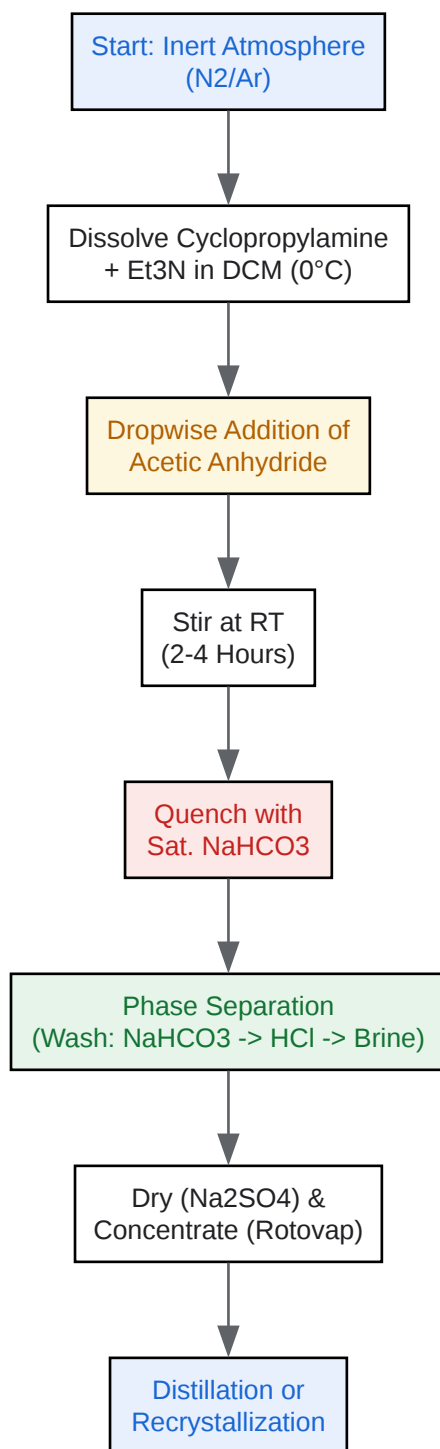 Start: Inert Atmosphere
(N2/Ar)
Dissolve Cyclopropylamine
+ Et3N in DCM (0°C)
Dropwise Addition of
Acetic Anhydride
Stir at RT
(2-4 Hours)
Quench with
Sat. NaHCO3
Phase Separation
(Wash: NaHCO3 -> HCl -> Brine)
Dry (Na2SO4) &
Concentrate (Rotovap)
Distillation or
Recrystallization